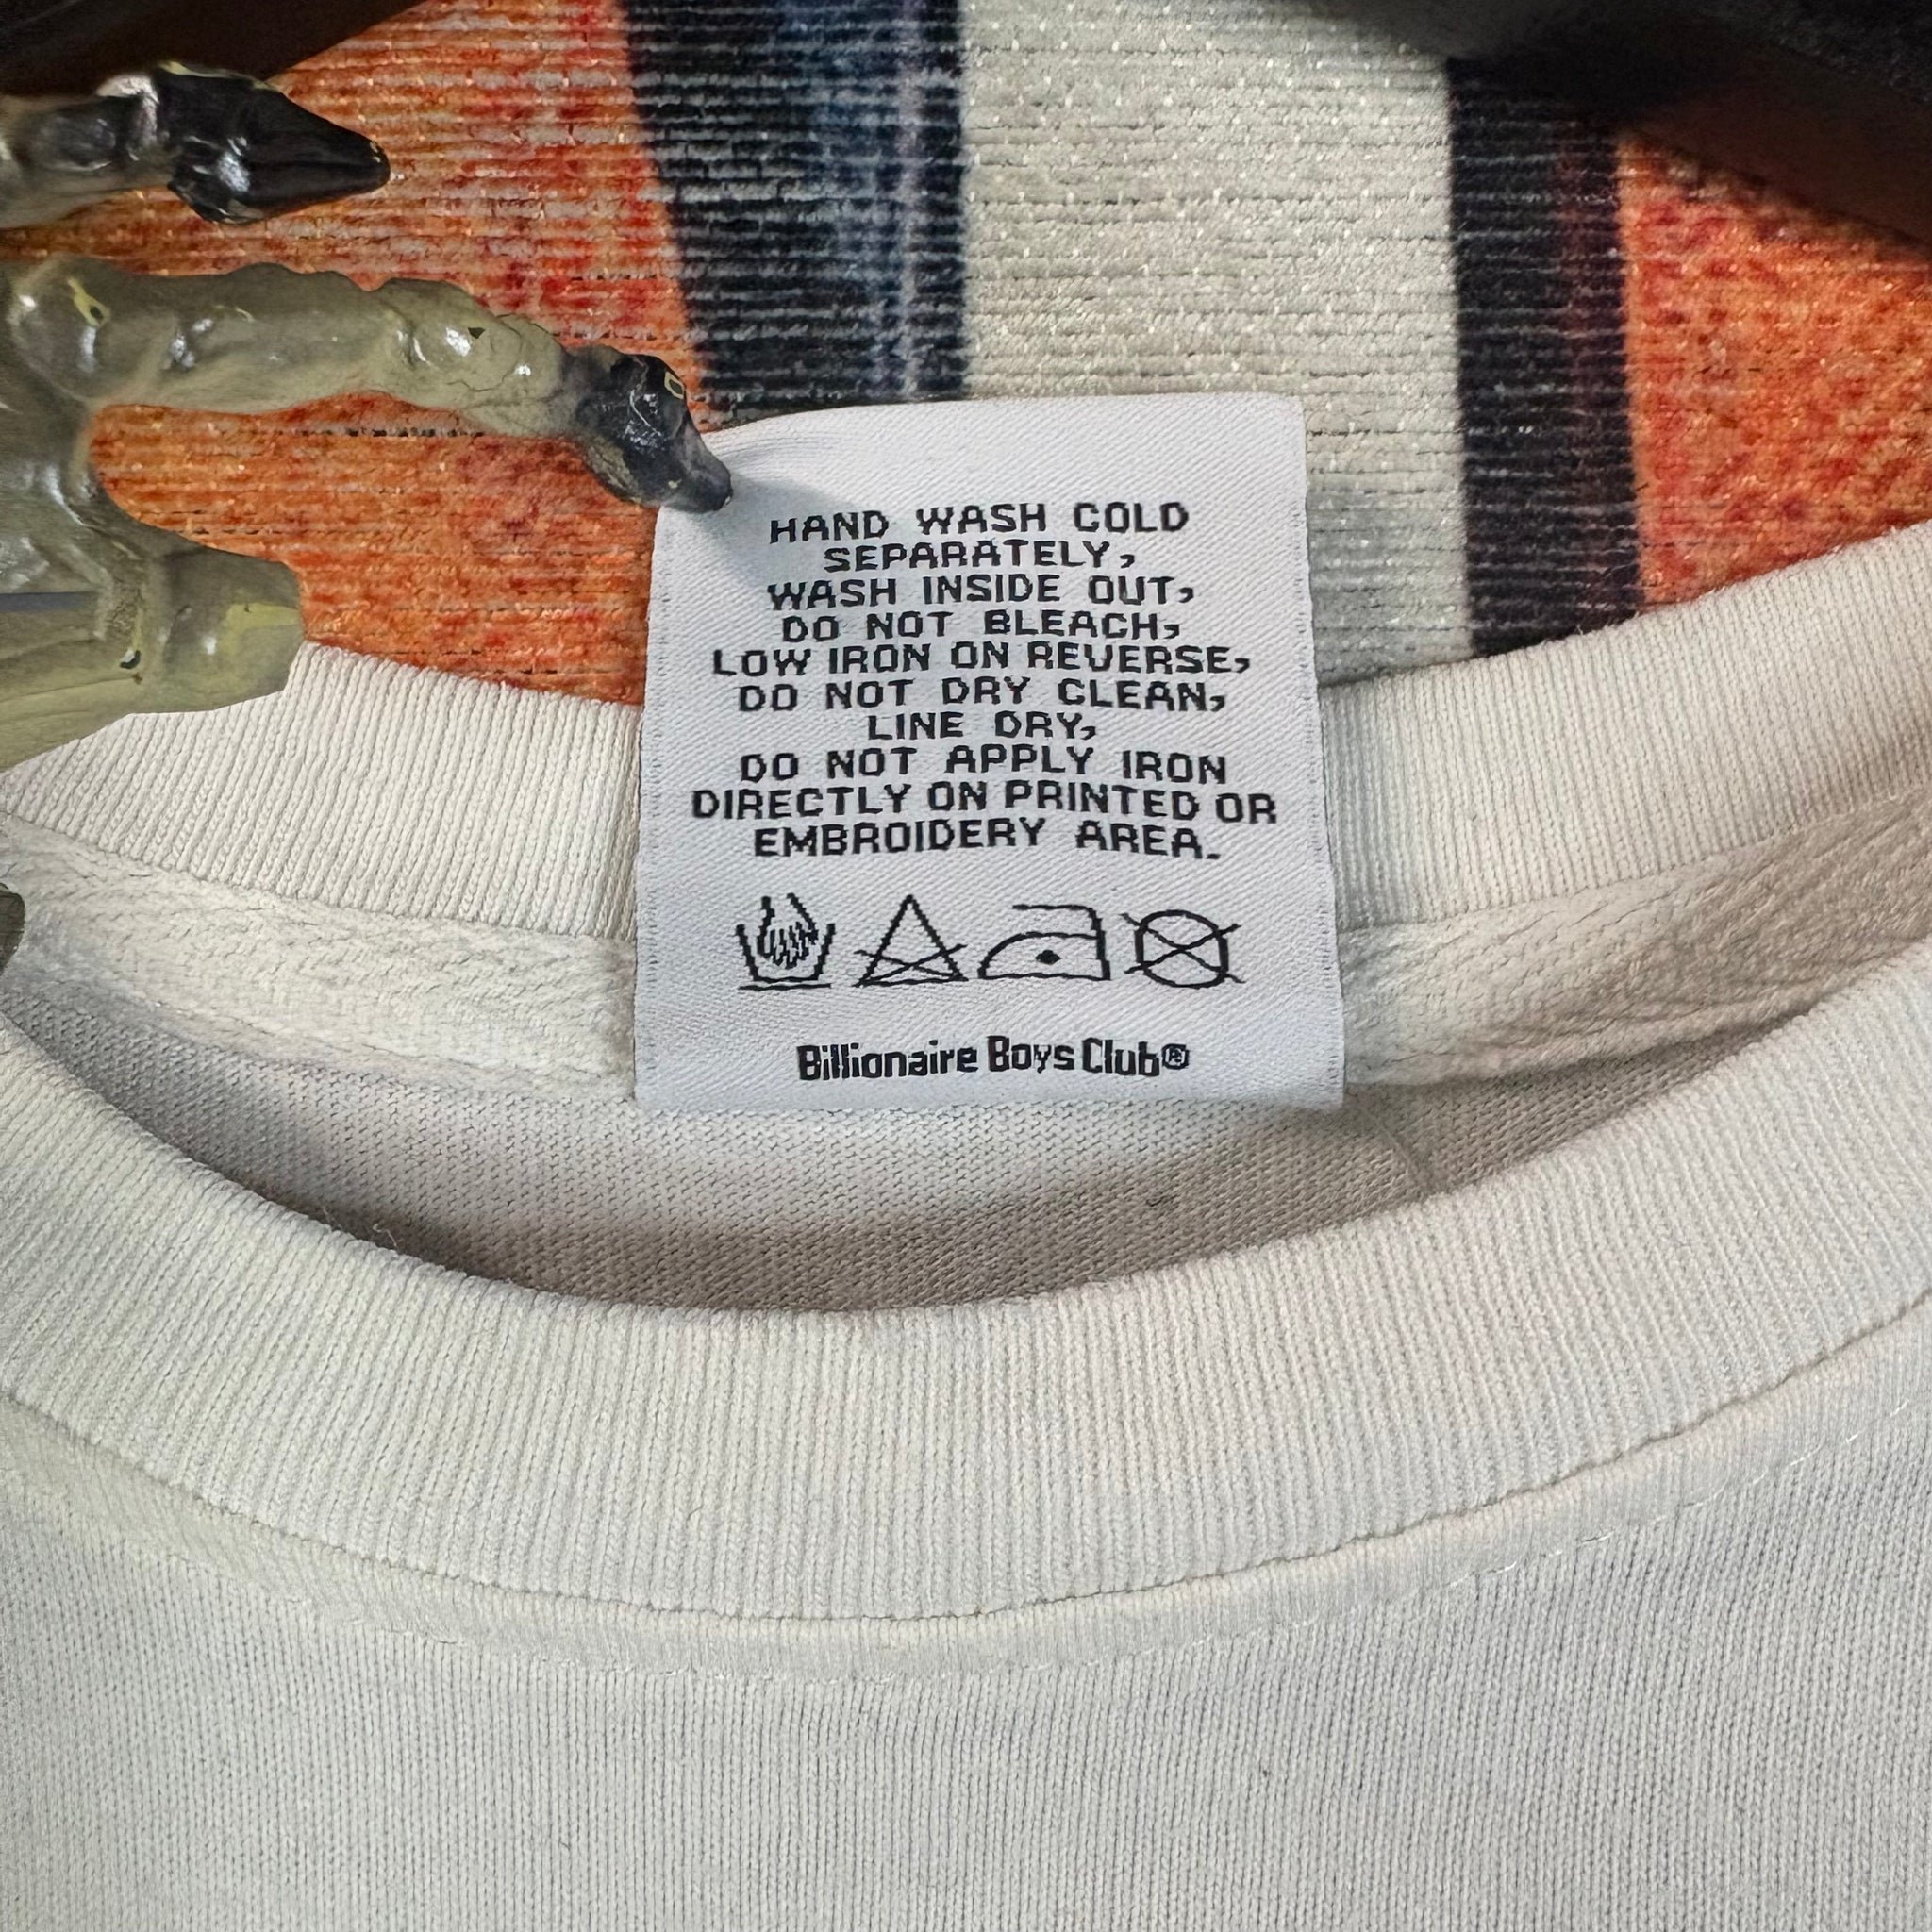 HAND WASH COLD
SEPARATELY,
WASH INSIDE OUT,
DO NOT BLEACH,
LOW IRON ON REVERSE,
DO NOT DRY CLEAN,
LINE DRY,
DO NOT APPLY IRON
DIRECTLY ON PRINTED OR
EMBROIDERY AREA.
Billionaire Boys Club®